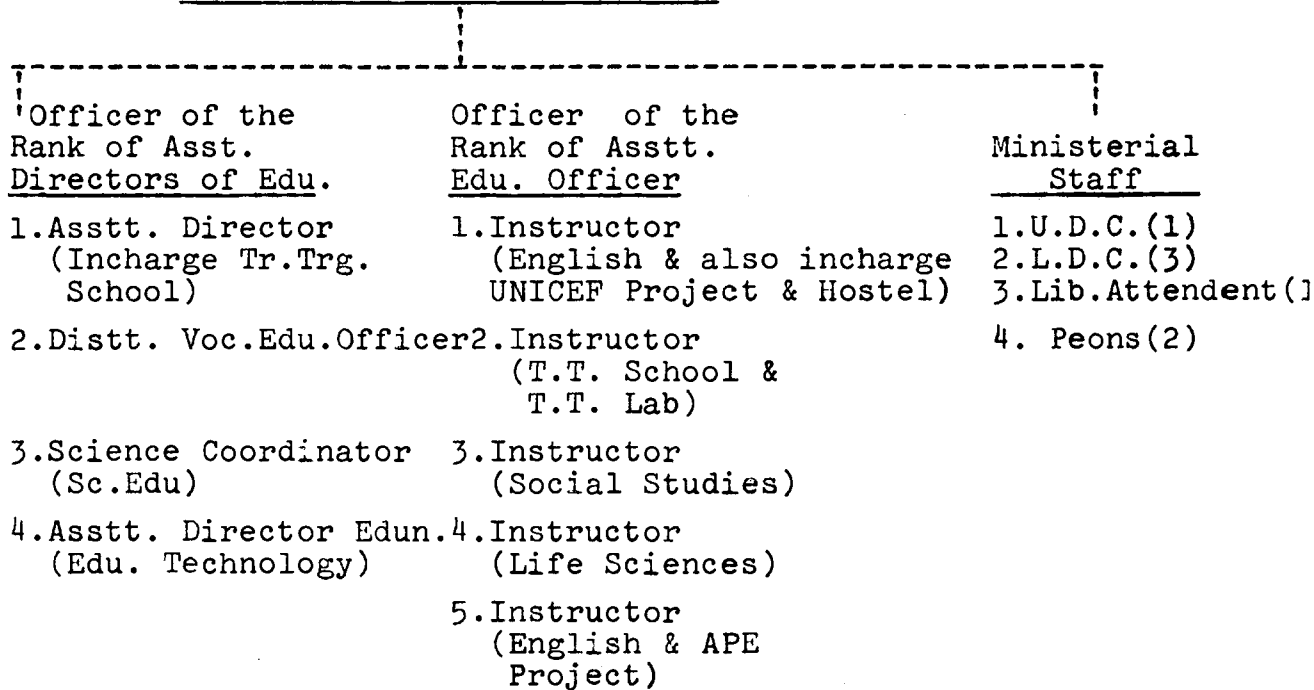 Officer of the
Rank of Asst.
Directors of Edu.
1.Asstt. Director
(Incharge Tr.Trg.
School)
2.Distt. Voc.Edu.Officer
3.Science Coordinator
(Sc.Edu)
4.Asstt. Director Edun.
(Edu. Technology)
Officer of the
Rank of Asstt.
Edu. Officer
1.Instructor
(English & also incharge
UNICEF Project & Hostel)
2.Instructor
(T.T. School &
T.T. Lab)
3.Instructor
(Social Studies)
4.Instructor
(Life Sciences)
5.Instructor
(English & APE
Project)
Ministerial
Staff
1.U.D.C.(1)
2.L.D.C.(3)
3.Lib.Attendent(
4. Peons(2)